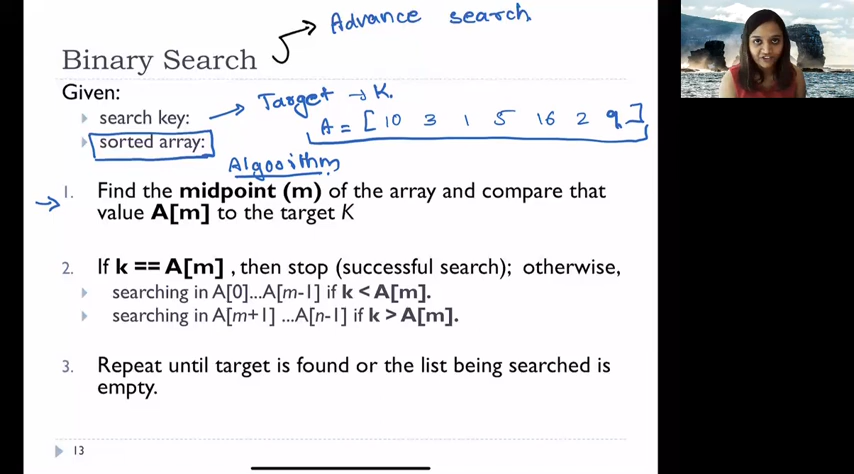 Advance search
Binary Search
Given:
search key: Target → K.
sorted array: A = [ 10 3 1 5 16 2 9 ]
Algorithm
1. Find the midpoint (m) of the array and compare that
value A[m] to the target K
2. If k == A[m] , then stop (successful search); otherwise,
searching in A[0]...A[m-1] if k < A[m].
searching in A[m+1] ...A[n-1] if k > A[m].
3. Repeat until target is found or the list being searched is
empty.
13